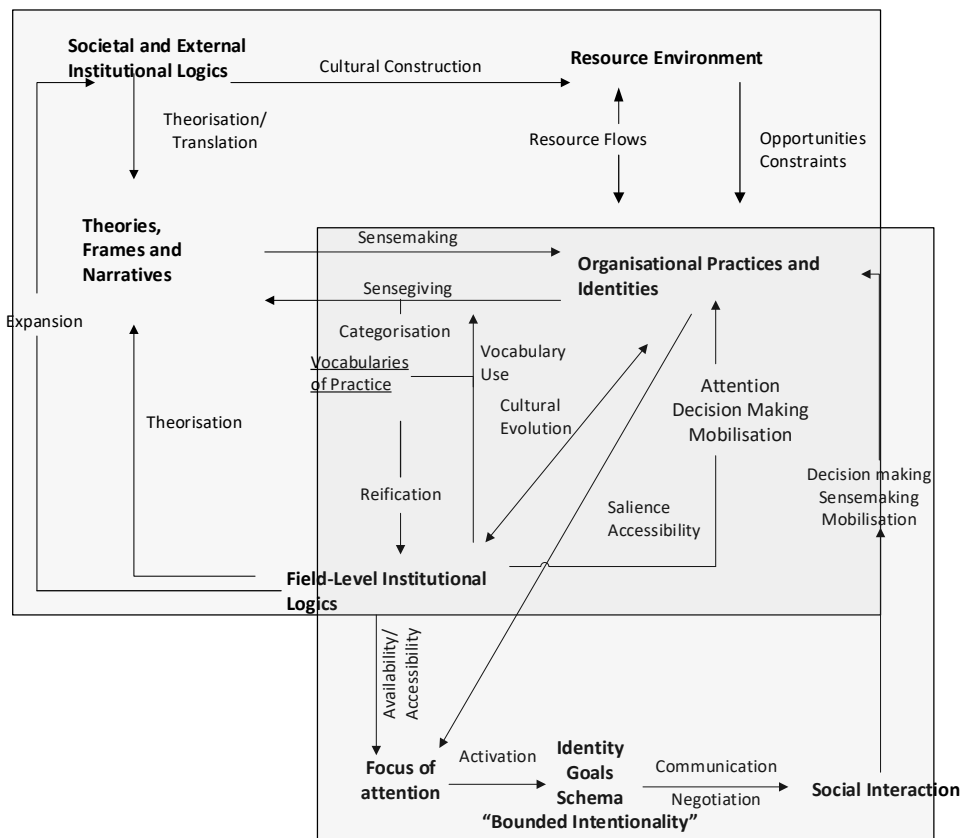 Societal and External
Institutional Logics
Cultural Construction
Resource Environment
Theorisation/
Translation
Resource Flows
Opportunities
Constraints
Theories,
Frames and
Narratives
Sensemaking
Organisational Practices and
Identities
Sensegiving
Expansion
Categorisation
Vocabularies
of Practice
Vocabulary
Use
Attention
Decision Making
Mobilisation
Cultural
Evolution
Theorisation
Decision making
Sensemaking
Mobilisation
Reification
Salience
Accessibility
Field-Level Institutional
Logics
Availability/
Accessibility
Focus of
attention
Activation
Identity
Goals
Schema
“Bounded Intentionality”
Communication
Negotiation
Social Interaction